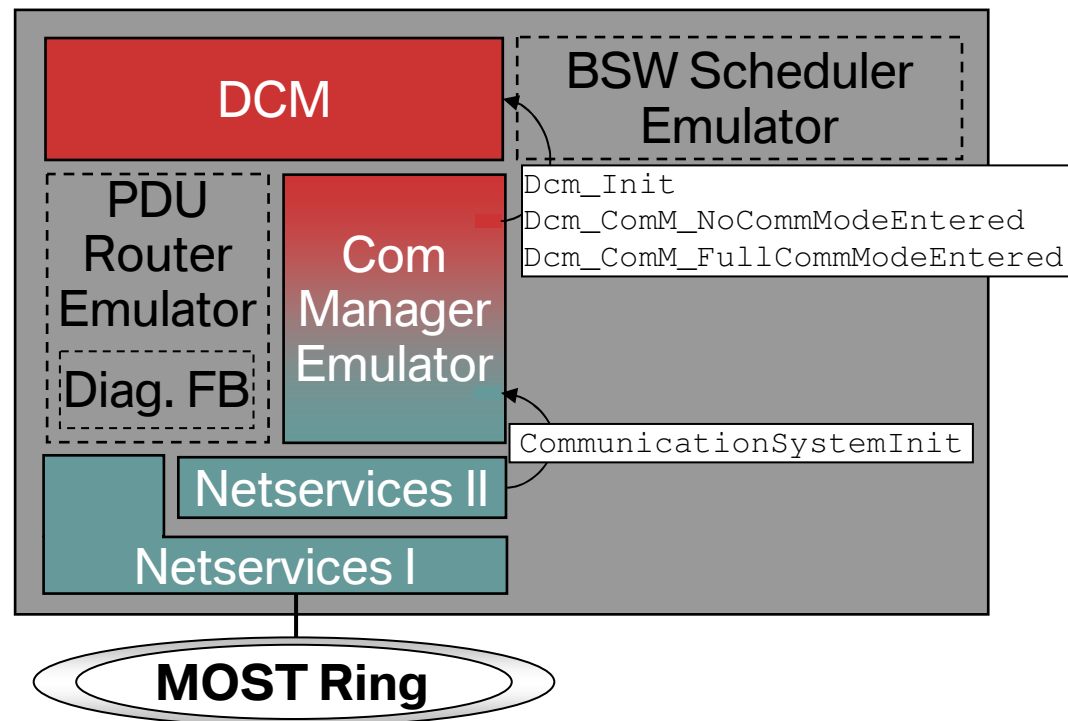 DCM
BSW Scheduler
Emulator
Dcm_Init
Dcm_ComM_NoCommModeEntered
Dcm_ComM_FullCommModeEntered
PDU
Router
Emulator
Diag. FB
Com
Manager
Emulator
CommunicationSystemInit
Netservices II
Netservices I
MOST Ring